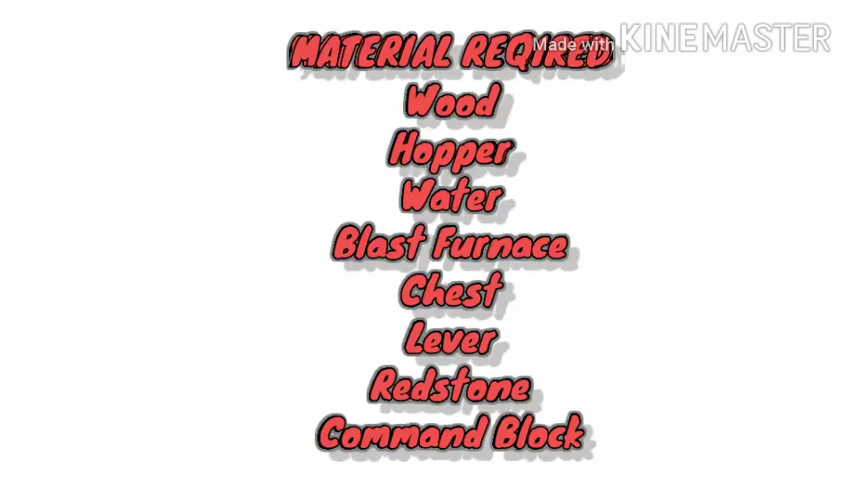 MATERIAL REQIRED
Made with KINEMASTER
Wood
Hopper
Water
Blast Furnace
Chest
Lever
Redstone
Command Block